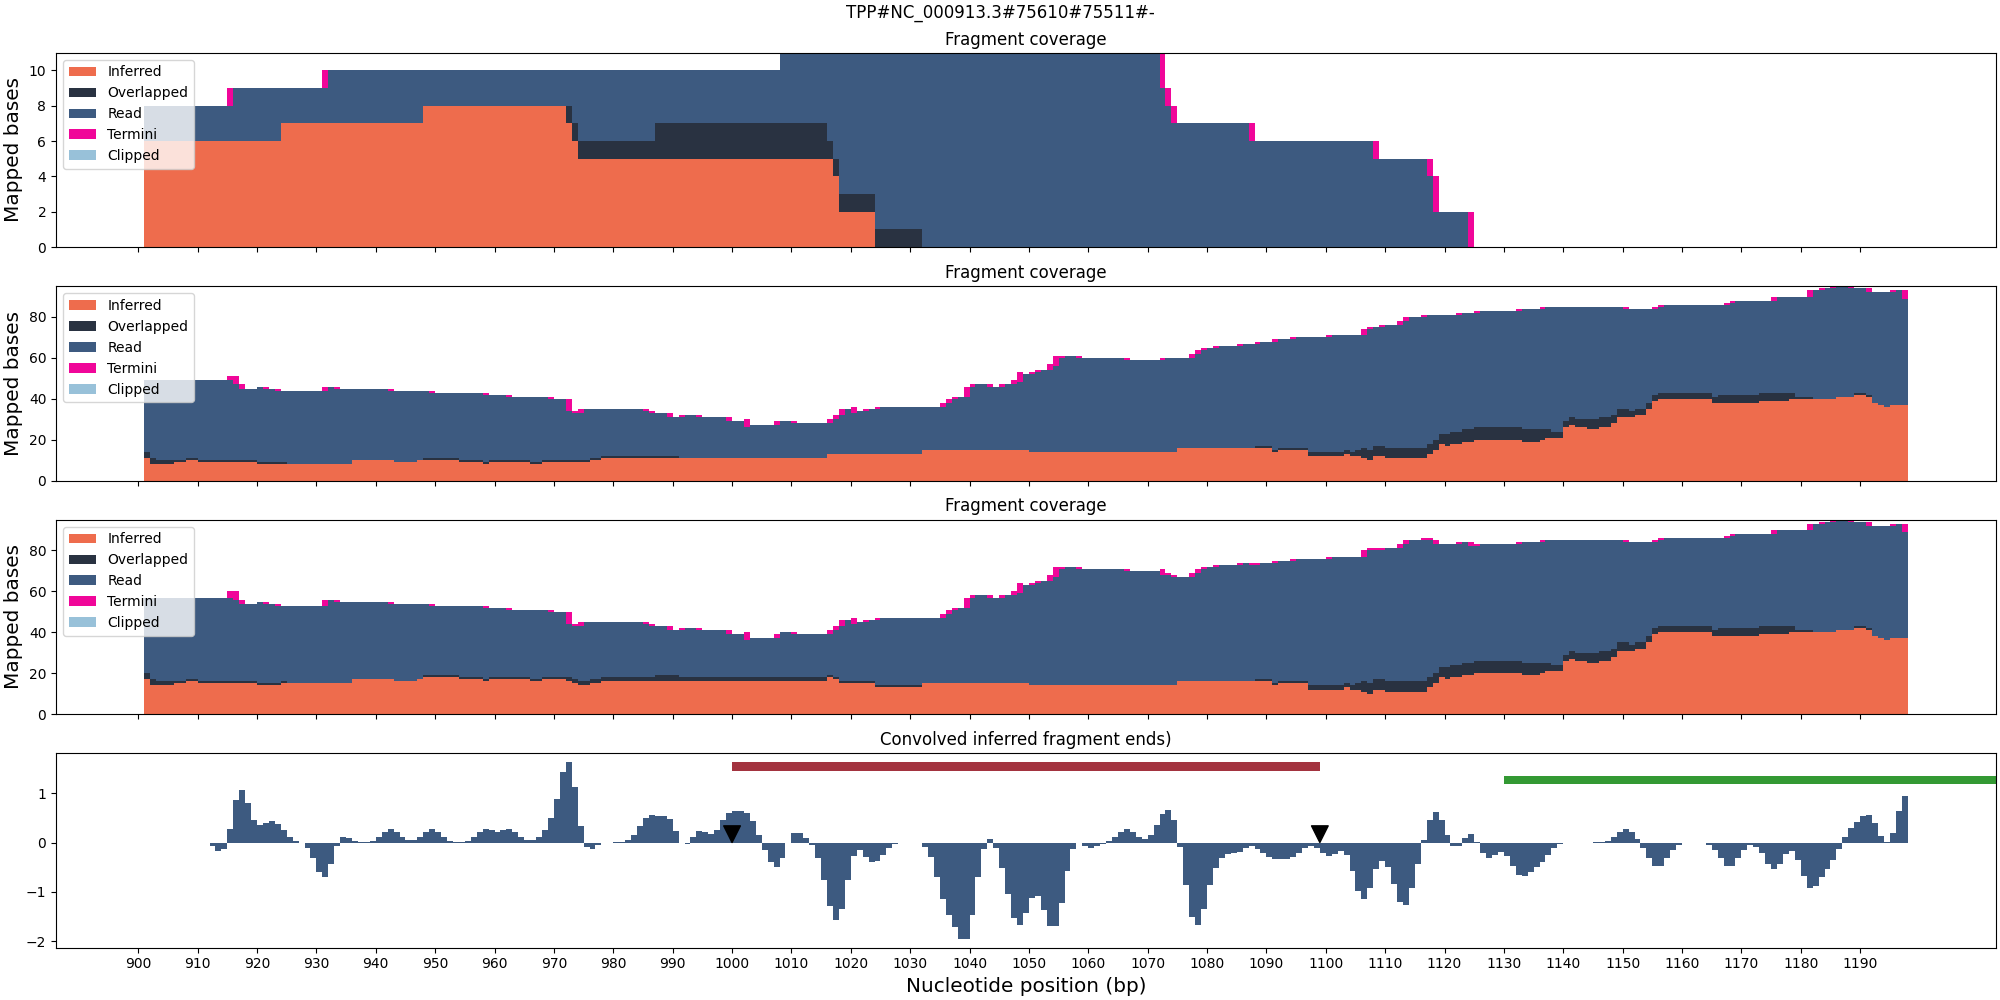 TPP#NC_000913.3#75610#75511#-
Fragment coverage
Mapped bases
10
8
6
4
2
0
Inferred
Overlapped
Read
Termini
Clipped
Fragment coverage
Mapped bases
80
60
40
20
0
Inferred
Overlapped
Read
Termini
Clipped
Fragment coverage
Mapped bases
80
60
40
20
0
Inferred
Overlapped
Read
Termini
Clipped
Convolved inferred fragment ends)
1
0
−1
−2
900 910 920 930 940 950 960 970 980 990 1000 1010 1020 1030 1040 1050 1060 1070 1080 1090 1100 1110 1120 1130 1140 1150 1160 1170 1180 1190
Nucleotide position (bp)